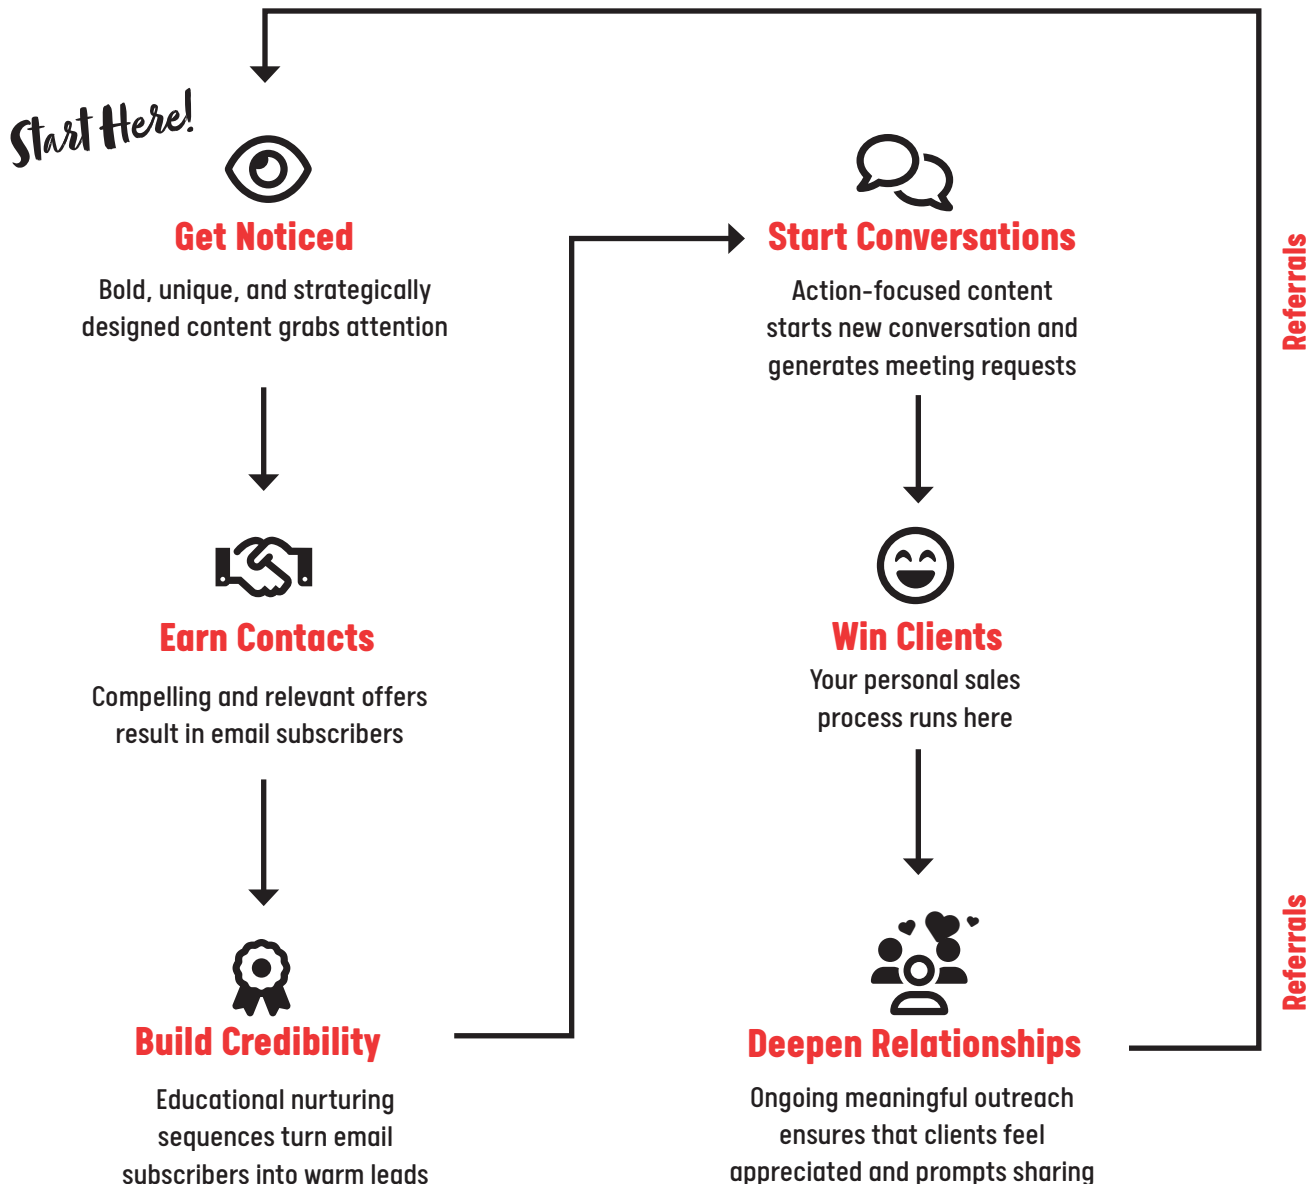 Start Here!
Get Noticed
Bold, unique, and strategically
designed content grabs attention
Earn Contacts
Compelling and relevant offers
result in email subscribers
Build Credibility
Educational nurturing
sequences turn email
subscribers into warm leads
Start Conversations
Action-focused content
starts new conversation and
generates meeting requests
Win Clients
Your personal sales
process runs here
Deepen Relationships
Ongoing meaningful outreach
ensures that clients feel
appreciated and prompts sharing
Referrals
Referrals